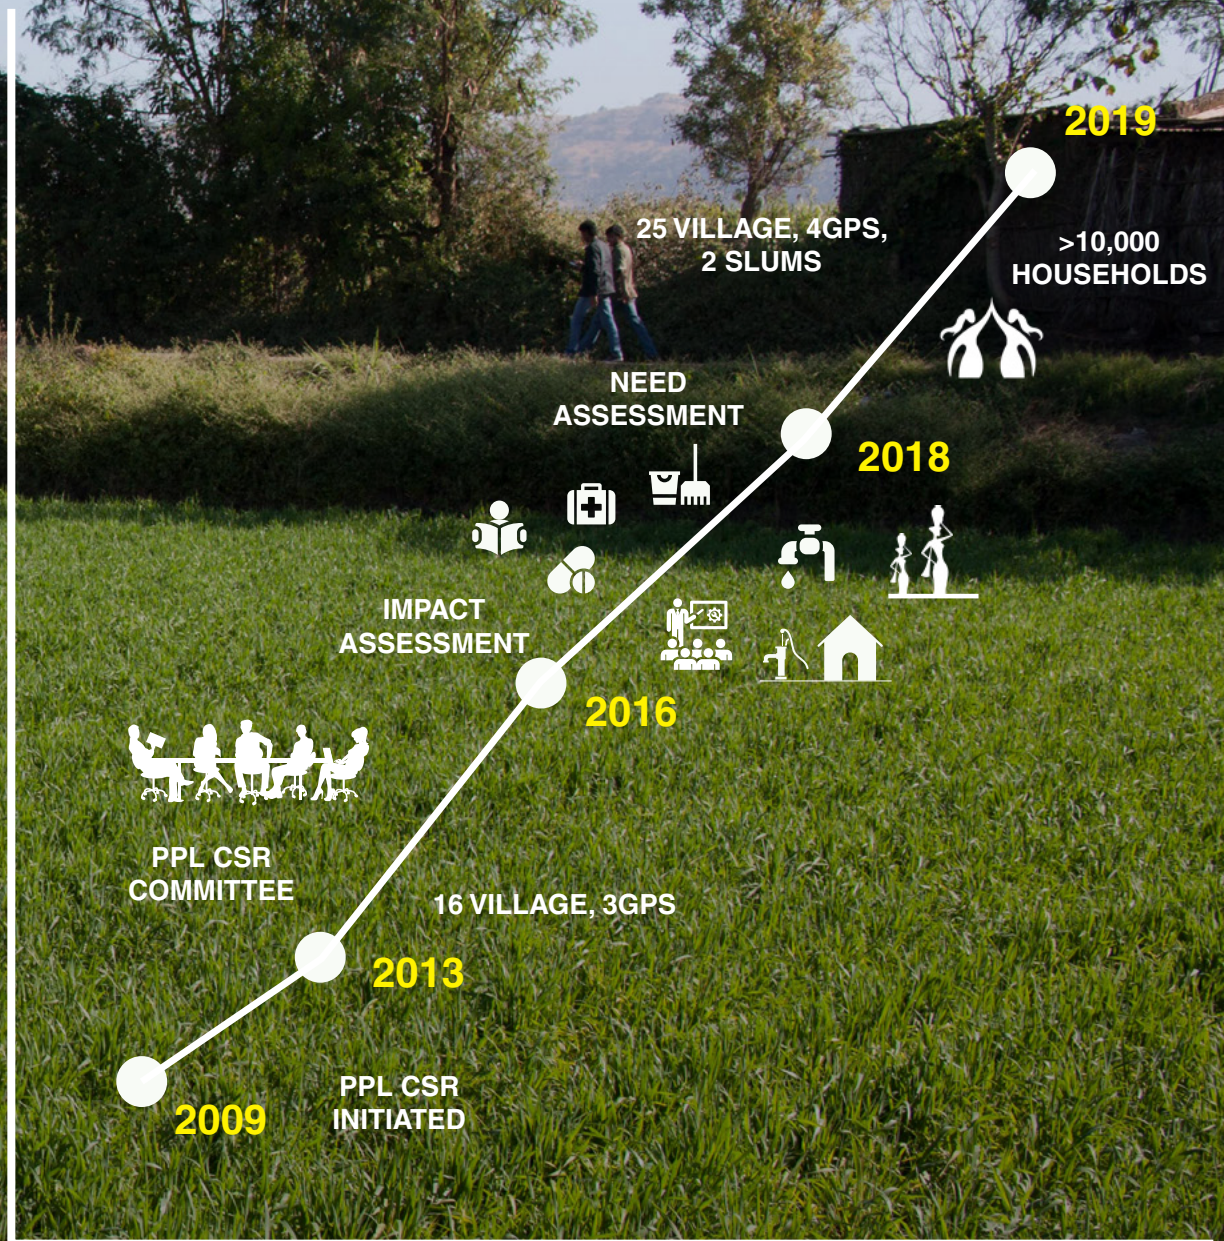 2019
25 VILLAGE, 4GPS,
2 SLUMS
>10,000
HOUSEHOLDS
NEED
ASSESSMENT
2018
IMPACT
ASSESSMENT
2016
PPL CSR
COMMITTEE
16 VILLAGE, 3GPS
2013
PPL CSR
INITIATED
2009